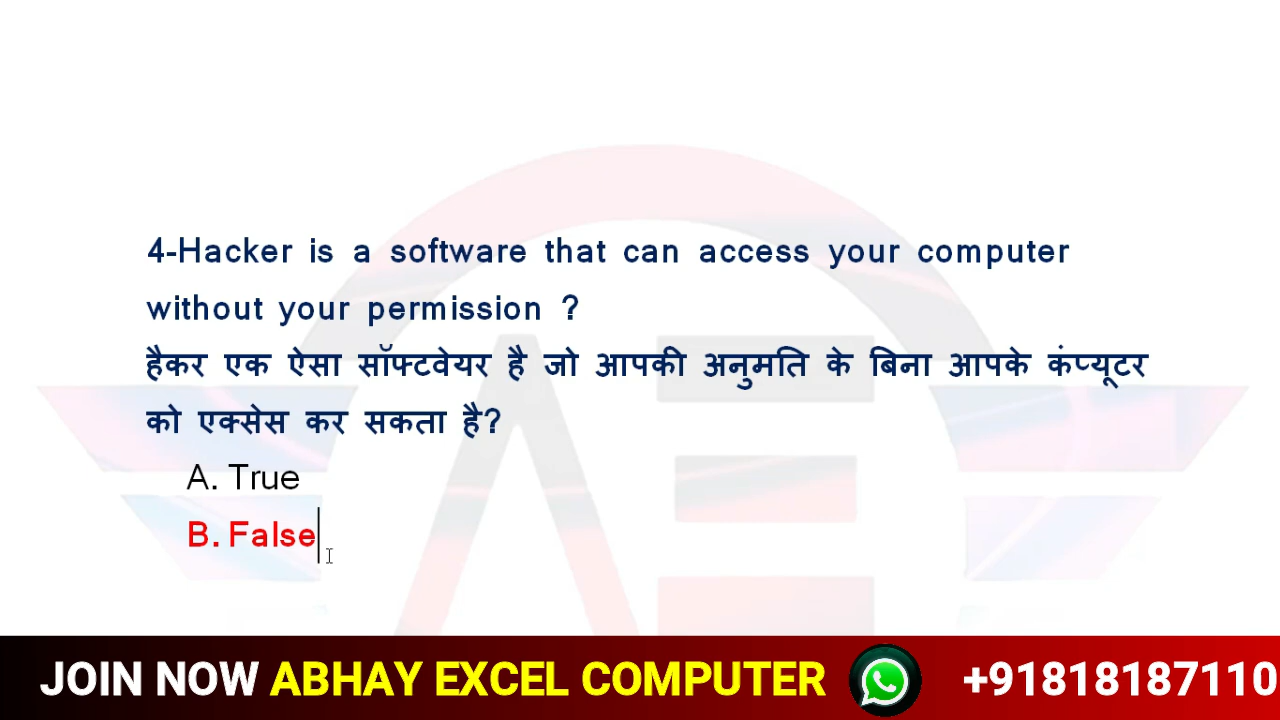 4-Hacker is a software that can access your computer
without your permission ?
हैकर एक ऐसा सॉफ्टवेयर है जो आपकी अनुमति के बिना आपके कंप्यूटर
को एक्सेस कर सकता है?
A. True
B. False
JOIN NOW ABHAY EXCEL COMPUTER +91818187110